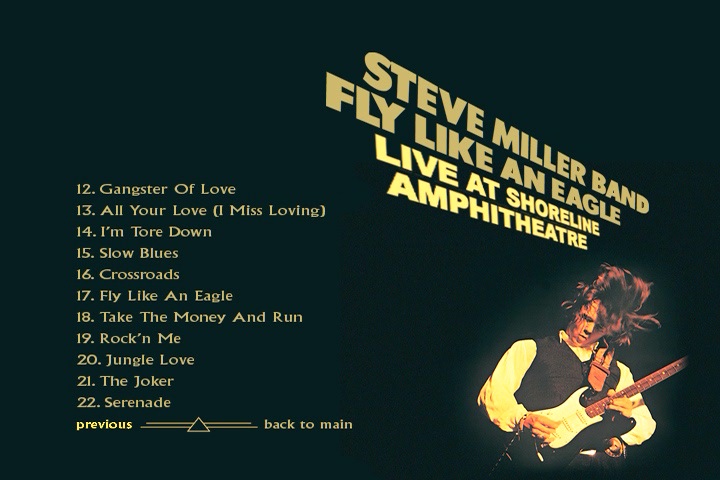 STEVE MILLER BAND
FLY LIKE AN EAGLE
LIVE AT SHORELINE
AMPHITHEATRE
12. Gangster Of Love
13. All Your Love (I Miss Loving)
14. I'm Tore Down
15. Slow Blues
16. Crossroads
17. Fly Like An Eagle
18. Take The Money And Run
19. Rock'n Me
20. Jungle Love
21. The Joker
22. Serenade
previous back to main